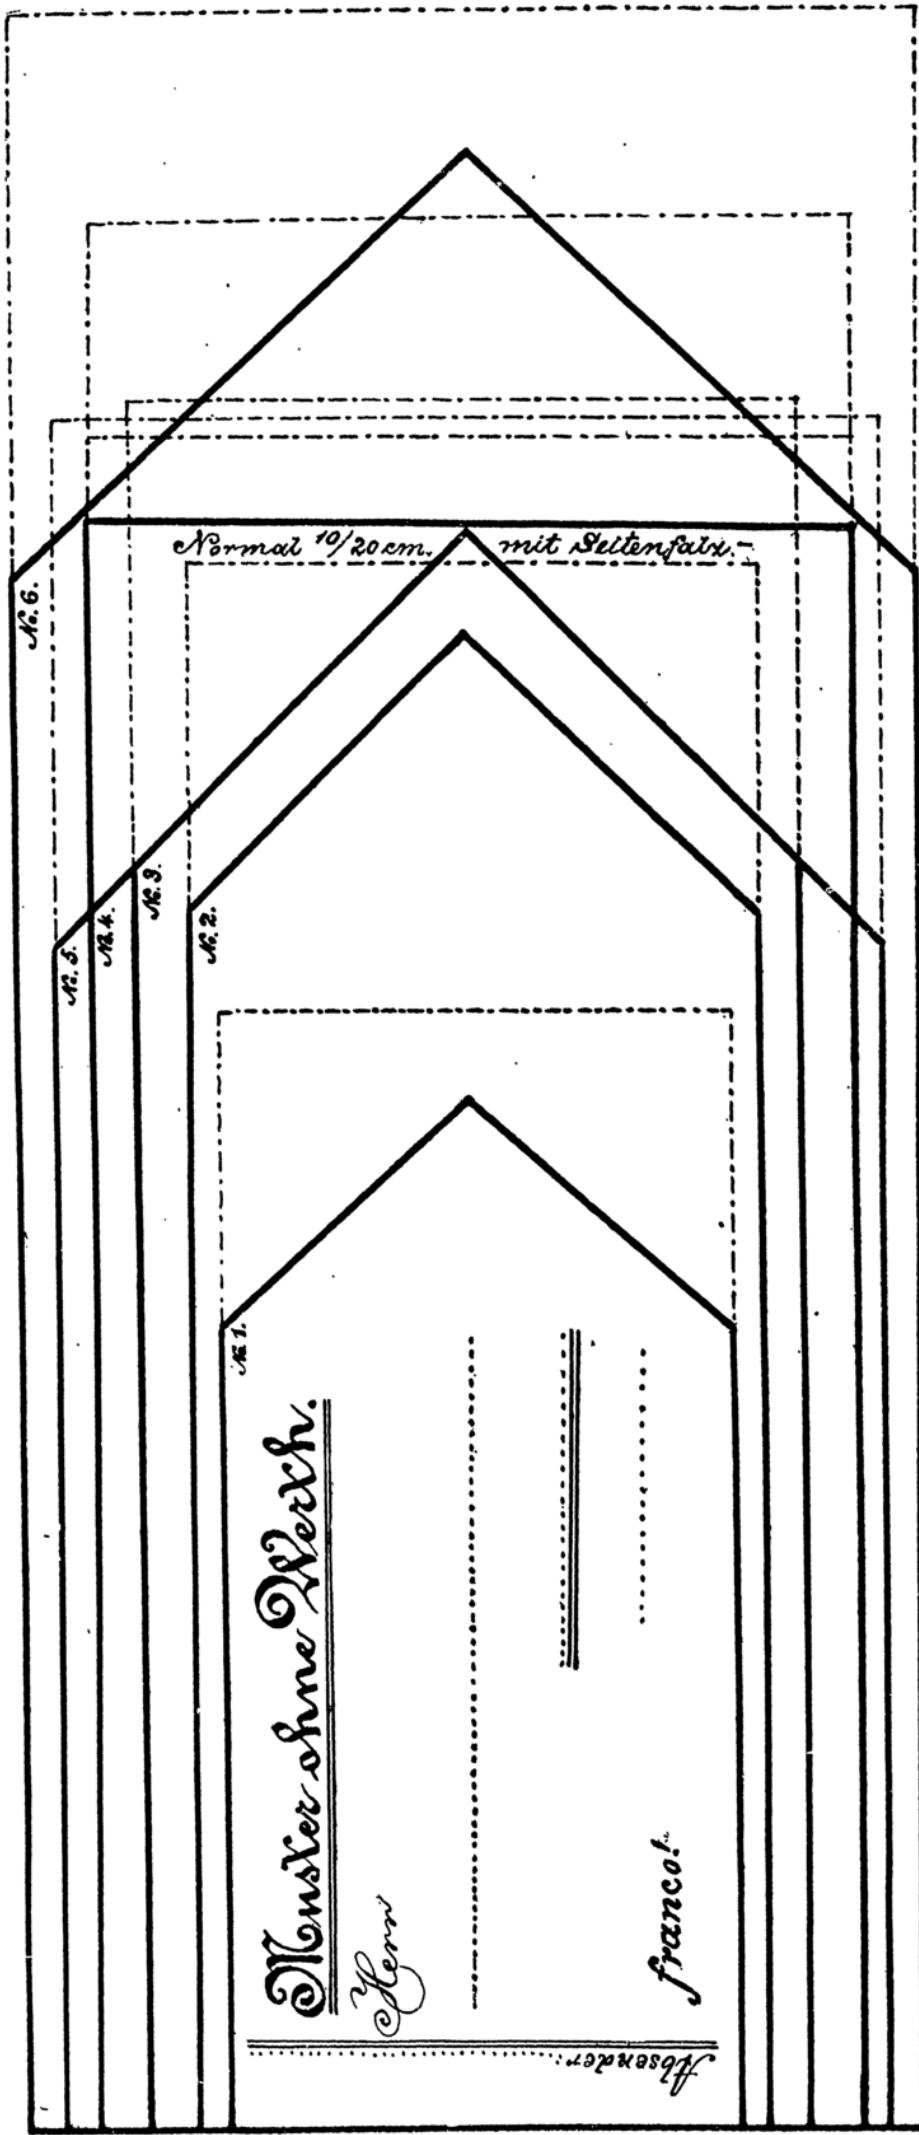 Normal 10/20 cm. mit Seitenfalz.-
No. 6.
No. 5.
No. 4.
No. 3.
No. 2.
No 1.
Muster ohne Werth.
Herrn
franco!
Absender: